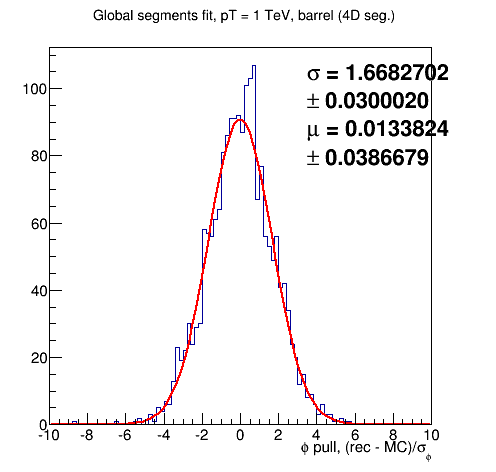 Global segments fit, pT = 1 TeV, barrel (4D seg.)
σ = 1.6682702
± 0.0300020
μ = 0.0133824
± 0.0386679
100
80
60
40
20
0
-10 -8 -6 -4 -2 0 2 4 6 8 10
ϕ pull, (rec - MC)/σ_ϕ